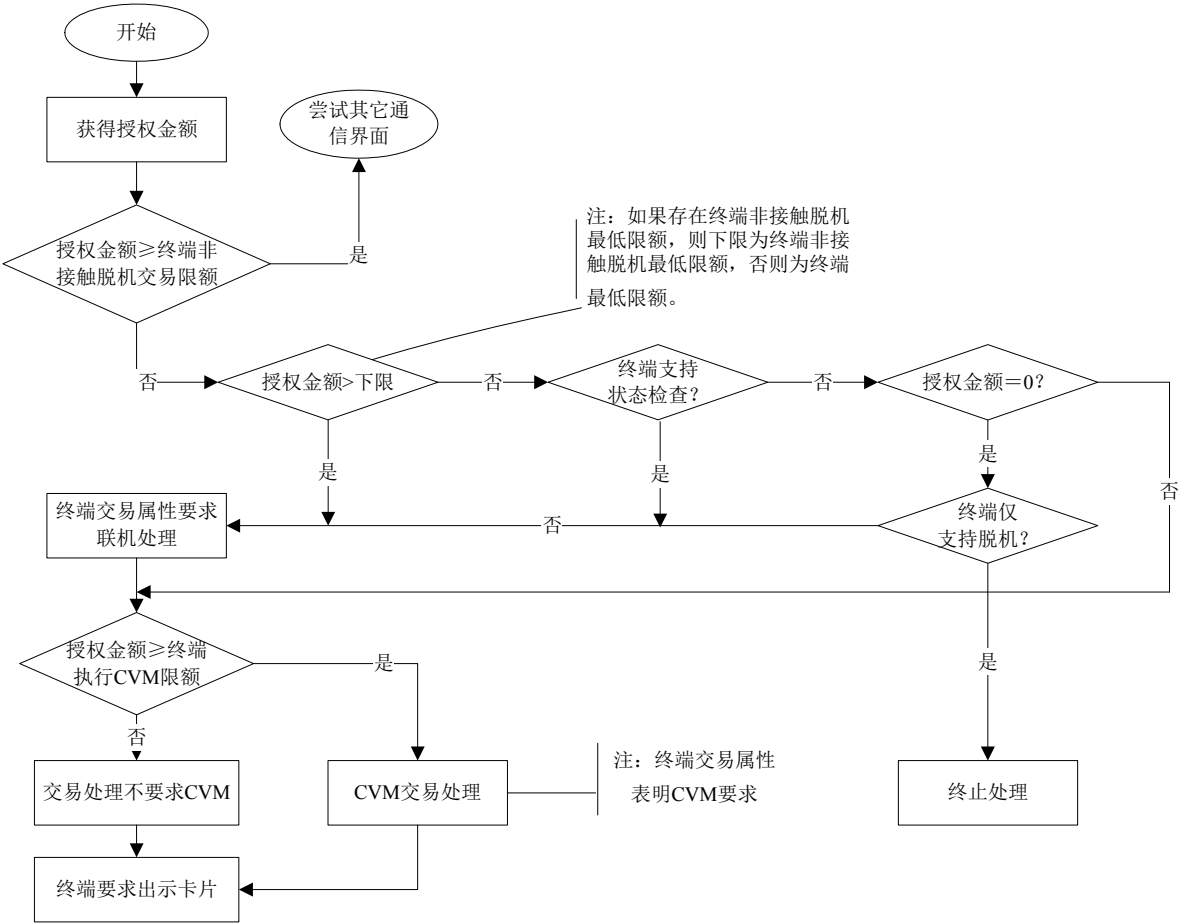 开始
获得授权金额
尝试其它通
信界面
授权金额≥终端非
接触脱机交易限额
是
注：如果存在终端非接触脱机
最低限额，则下限为终端非接
触脱机最低限额，否则为终端
最低限额。
否
授权金额>下限
否
终端支持
状态检查？
否
授权金额＝0？
是
是
是
否
终端交易属性要求
联机处理
否
终端仅
支持脱机？
授权金额≥终端
执行CVM限额
是
是
否
交易处理不要求CVM
CVM交易处理
注：终端交易属性
表明CVM要求
终止处理
终端要求出示卡片